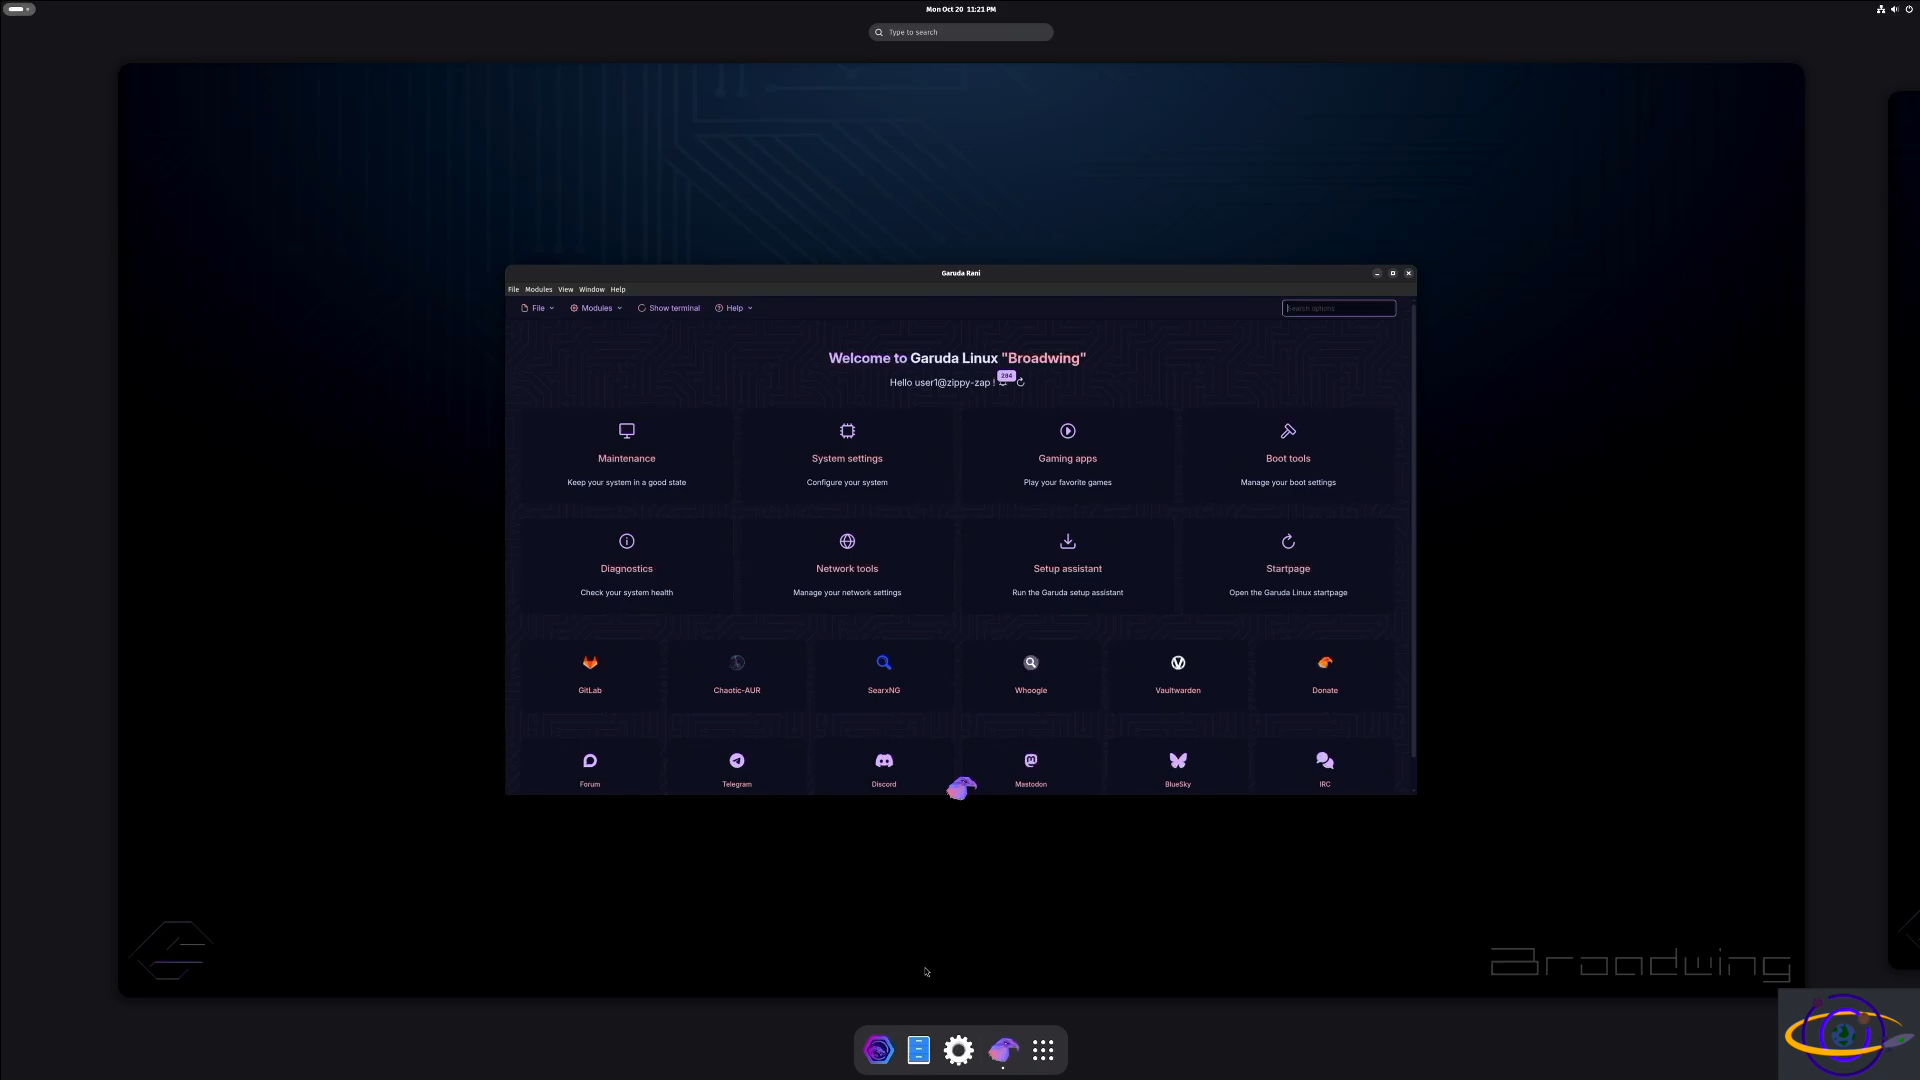 Mon Oct 20 11:21 PM
Type to search
Garuda Rani
File Modules View Window Help
File Modules Show terminal Help
Search options
Welcome to Garuda Linux "Broadwing"
Hello user1@zippy-zap !
284
Maintenance
Keep your system in a good state
System settings
Configure your system
Gaming apps
Play your favorite games
Boot tools
Manage your boot settings
Diagnostics
Check your system health
Network tools
Manage your network settings
Setup assistant
Run the Garuda setup assistant
Startpage
Open the Garuda Linux startpage
GitLab
Chaotic-AUR
SearxNG
Whoogle
Vaultwarden
Donate
Forum
Telegram
Discord
Mastodon
BlueSky
IRC
Broadwing